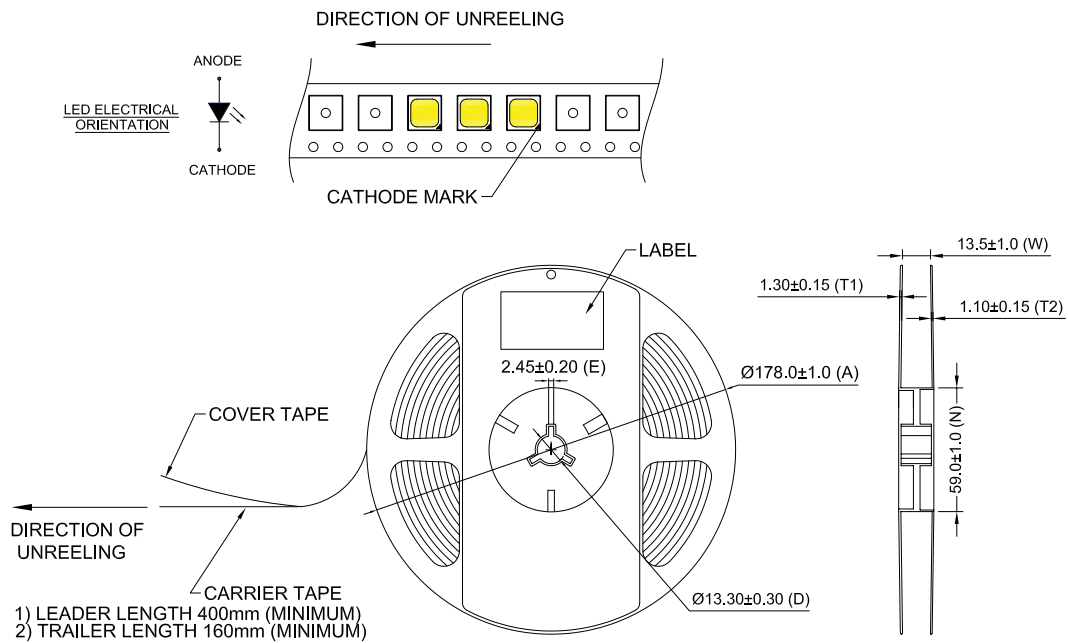 DIRECTION OF UNREELING
ANODE
LED ELECTRICAL
ORIENTATION
CATHODE
CATHODE MARK
LABEL
13.5±1.0 (W)
1.30±0.15 (T1)
1.10±0.15 (T2)
2.45±0.20 (E)
Ø178.0±1.0 (A)
COVER TAPE
59.0±1.0 (N)
DIRECTION OF
UNREELING
CARRIER TAPE
Ø13.30±0.30 (D)
1) LEADER LENGTH 400mm (MINIMUM)
2) TRAILER LENGTH 160mm (MINIMUM)